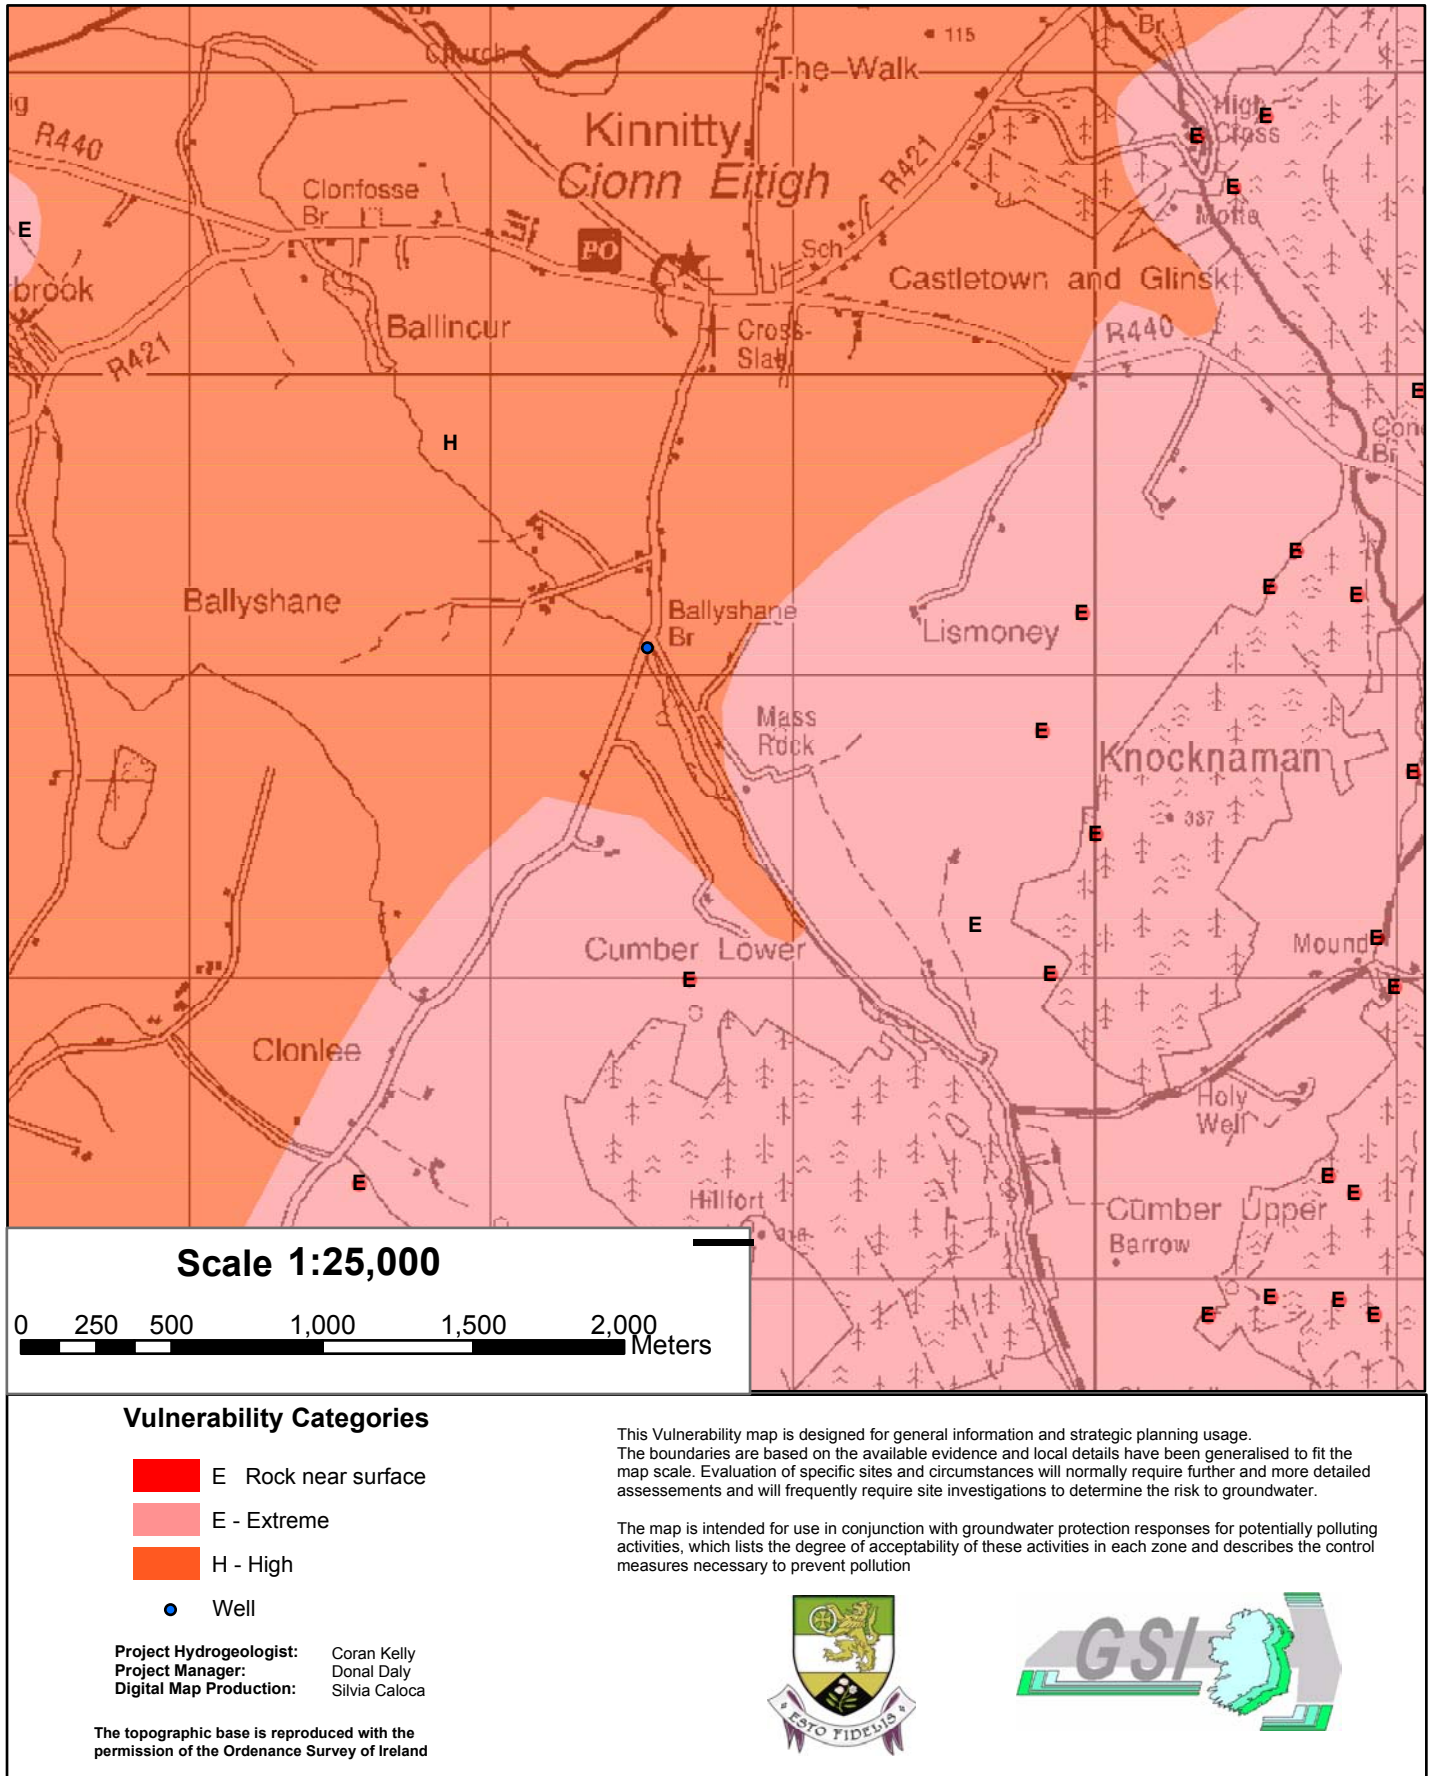 Br
Church
115
Br
The Walk
ig
High
Cross
E
E
R440
Kinnitty
Cionn Eitigh
R421
Clonfosse
Br
E
Motte
E
PO
Sch
Castletown and Glinsk
brook
Ballincur
Cross-
Slab
R440
R421
E
H
Br
E
E
E
Ballyshane
Ballyshane
Br
E
Lismoney
Mass
Rock
E
Knocknaman
E
337
E
E
Cumber Lower
E
Mound
E
E
E
Clonlee
Holy
Well
E
E
E
Hillfort
Cumber Upper
Barrow
E
E
E
E
Scale 1:25,000
0 250 500 1,000 1,500 2,000
Meters
Vulnerability Categories
E Rock near surface
E - Extreme
H - High
Well
Project Hydrogeologist: Coran Kelly
Project Manager: Donal Daly
Digital Map Production: Silvia Caloca
The topographic base is reproduced with the
permission of the Ordenance Survey of Ireland
This Vulnerability map is designed for general information and strategic planning usage.
The boundaries are based on the available evidence and local details have been generalised to fit the
map scale. Evaluation of specific sites and circumstances will normally require further and more detailed
assessements and will frequently require site investigations to determine the risk to groundwater.
The map is intended for use in conjunction with groundwater protection responses for potentially polluting
activities, which lists the degree of acceptability of these activities in each zone and describes the control
measures necessary to prevent pollution
ESTO FIDELIS
GSI